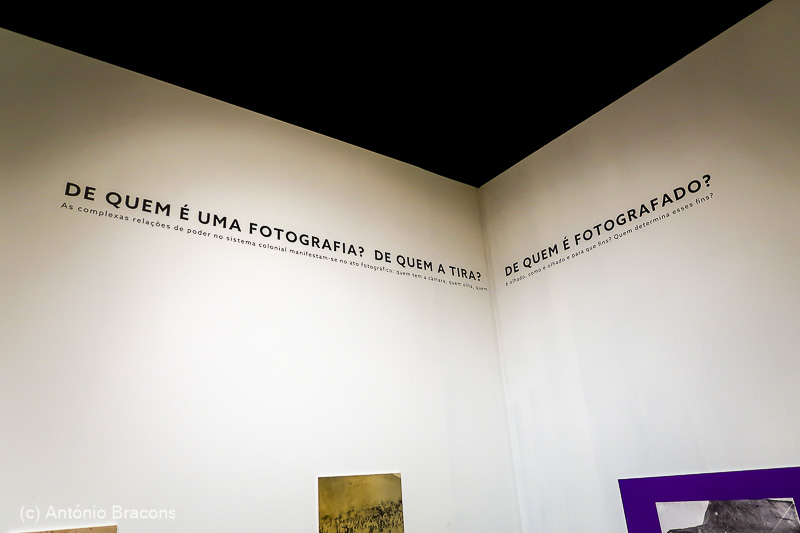 DE QUEM É UMA FOTOGRAFIA? DE QUEM A TIRA? DE QUEM É FOTOGRAFADO?
As complexas relações de poder no sistema colonial manifestam-se no ato fotográfico: quem tem a câmara, quem olha, quem é olhado, como é olhado e para que fins? Quem determina esses fins?
(c) António Bracons